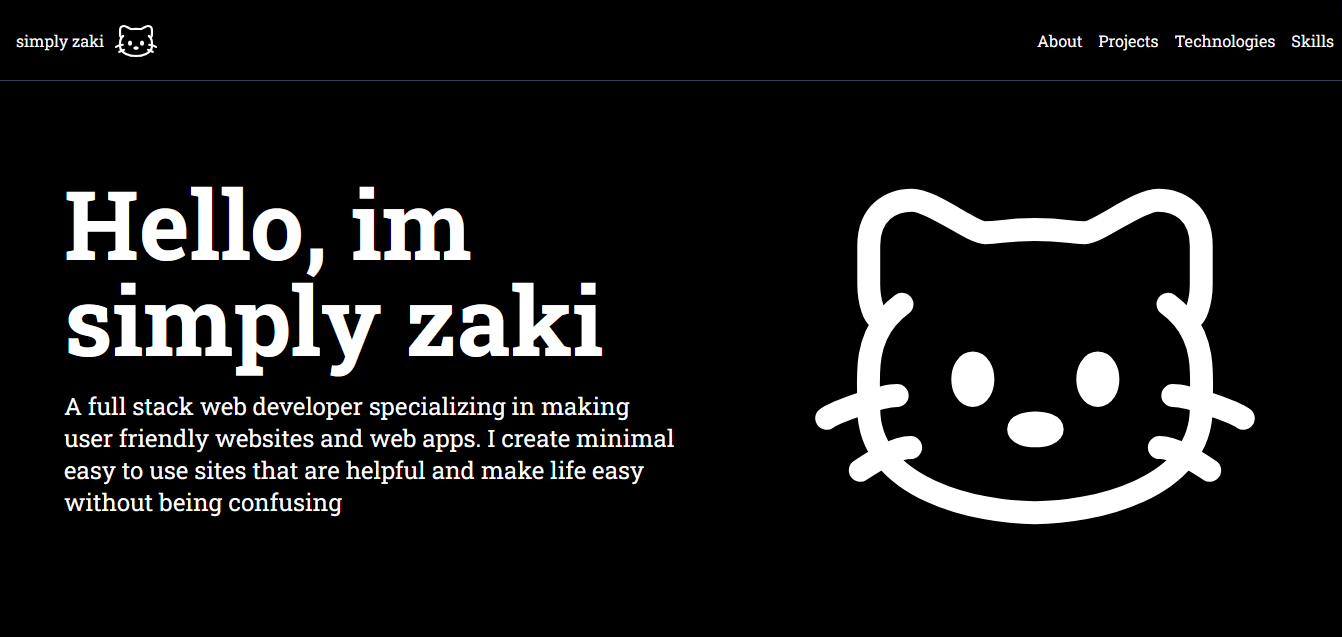 simply zaki
About Projects Technologies Skills
Hello, im
simply zaki
A full stack web developer specializing in making
user friendly websites and web apps. I create minimal
easy to use sites that are helpful and make life easy
without being confusing